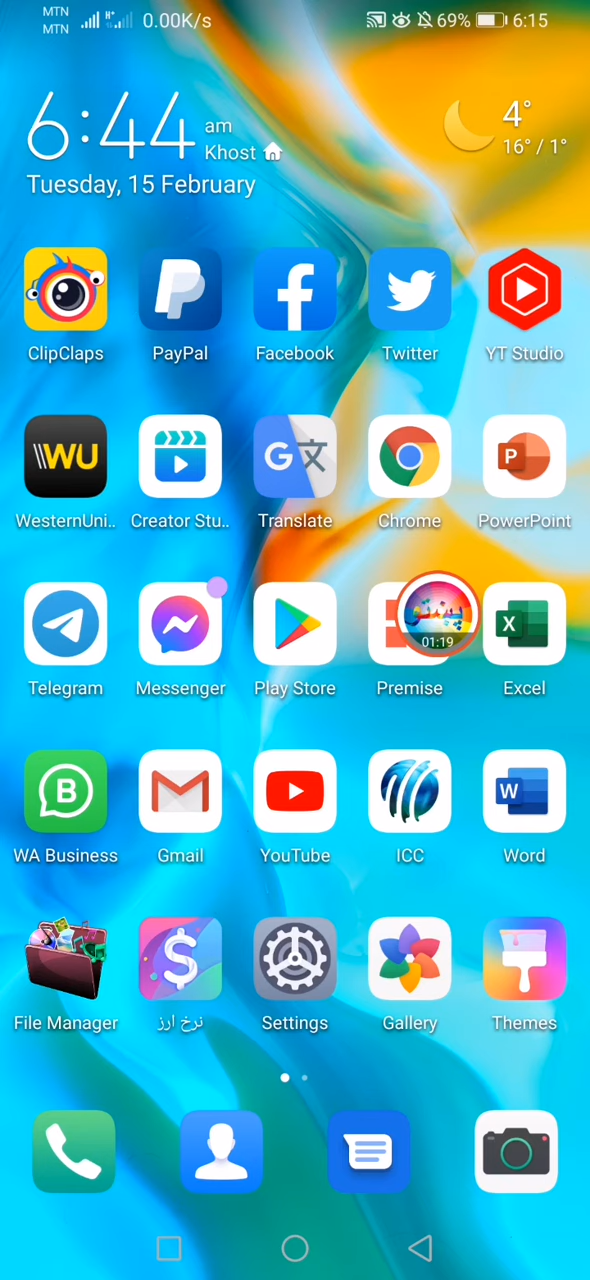 MTN
MTN
H+
0.00K/s
69%
6:15
6:44 am
Khost
Tuesday, 15 February
4°
16° / 1°
ClipClaps
PayPal
Facebook
Twitter
YT Studio
WU
G
P
WesternUni..
Creator Stu..
Translate
Chrome
PowerPoint
01:19
X
Telegram
Messenger
Play Store
Premise
Excel
B
W
WA Business
Gmail
YouTube
ICC
Word
$
File Manager
نرخ ارز
Settings
Gallery
Themes